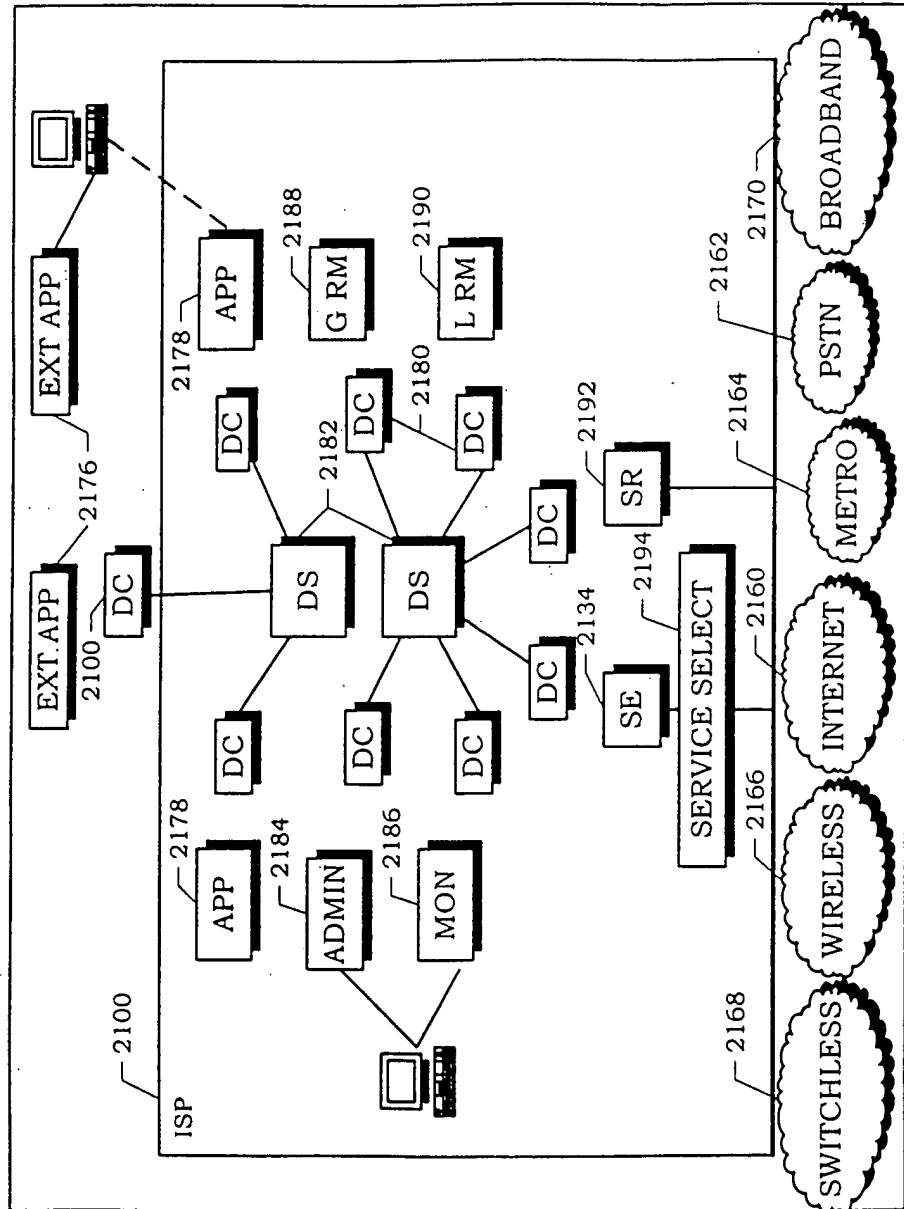 EXT.APP
2176
EXT APP
2100
DC
2100
ISP
2178
APP
2184
ADMIN
2186
MON
DC
DC
DC
DS
DS
2182
DC
DC
2180
DC
DC
DC
2178
APP
2188
G RM
2190
L RM
2134
SE
2192
SR
2194
SERVICE SELECT
2168
SWITCHLESS
2166
WIRELESS
2160
INTERNET
2164
METRO
2162
PSTN
2170
BROADBAND